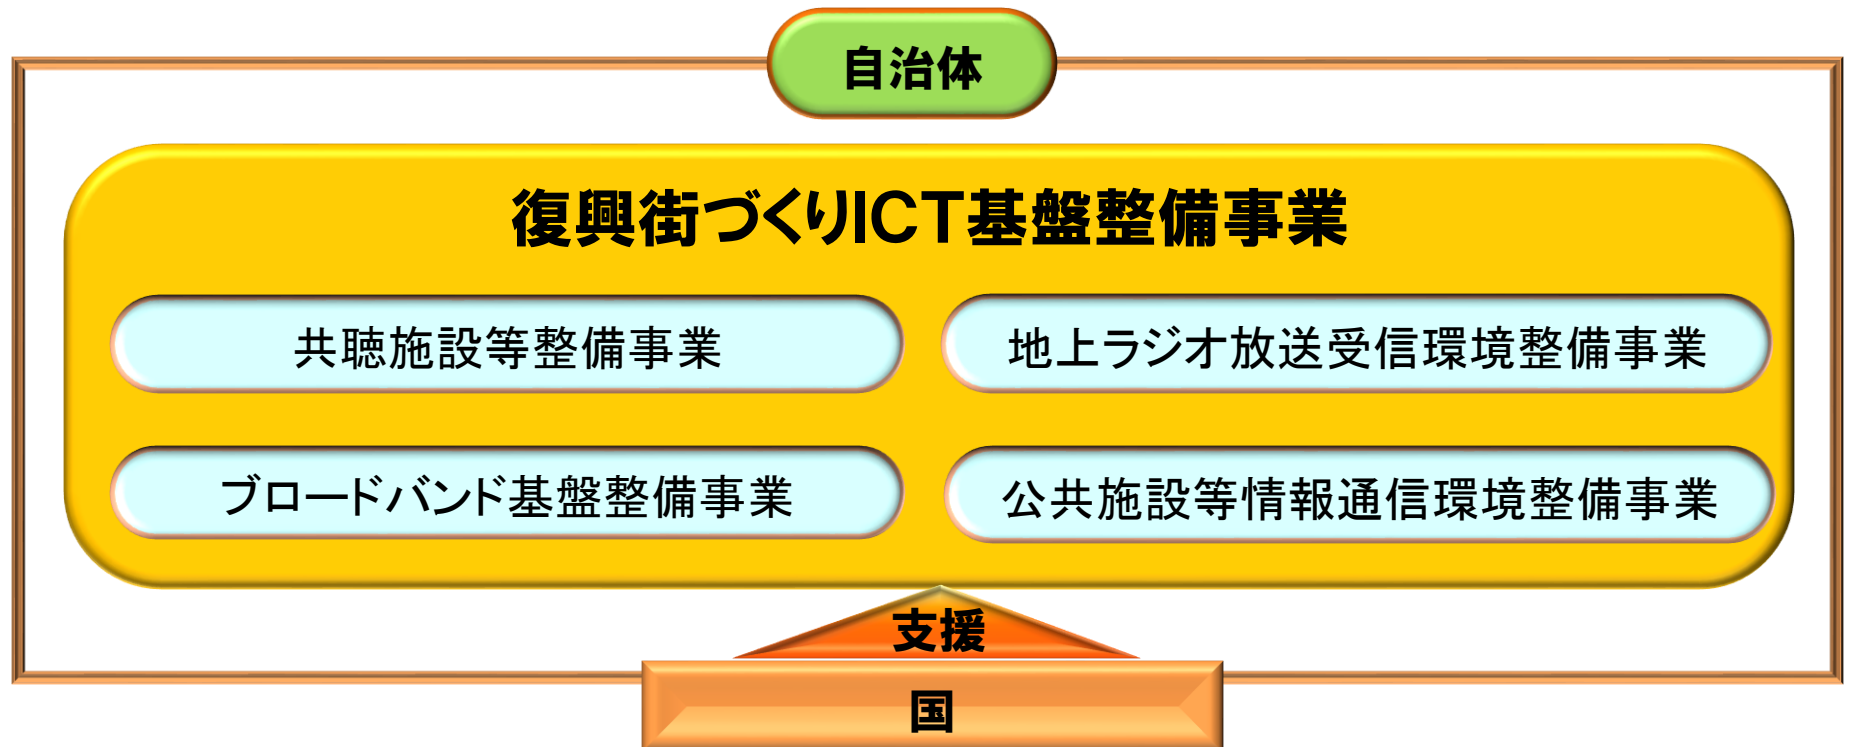 自治体
復興街づくりICT基盤整備事業
共聴施設等整備事業
地上ラジオ放送受信環境整備事業
ブロードバンド基盤整備事業
公共施設等情報通信環境整備事業
支援
国